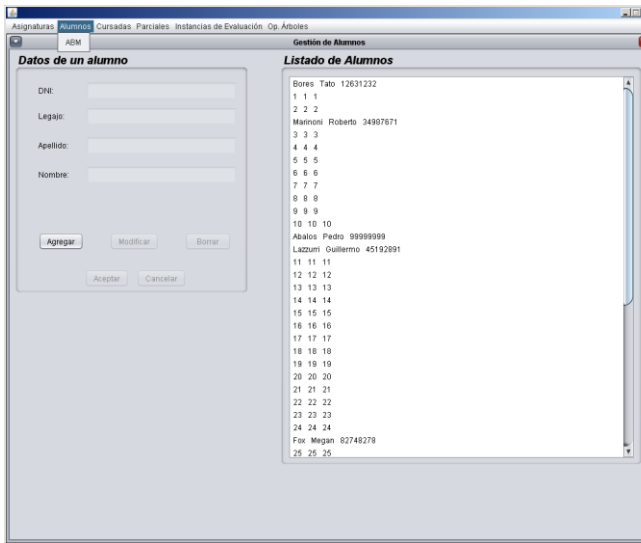 Asignaturas Alumnos Cursadas Parciales Instancias de Evaluación Op. Árboles
ABM
Gestión de Alumnos
Datos de un alumno
DNI:
Legajo:
Apellido:
Nombre:
Agregar Modificar Borrar
Aceptar Cancelar
Listado de Alumnos
Bores Tato 12631232
1 1 1
2 2 2
Marinoni Roberto 34987671
3 3 3
4 4 4
5 5 5
6 6 6
7 7 7
8 8 8
9 9 9
10 10 10
Abalos Pedro 99999999
Lazzurri Guillermo 45192891
11 11 11
12 12 12
13 13 13
14 14 14
15 15 15
16 16 16
17 17 17
18 18 18
19 19 19
20 20 20
21 21 21
22 22 22
23 23 23
24 24 24
Fox Megan 82748278
25 25 25